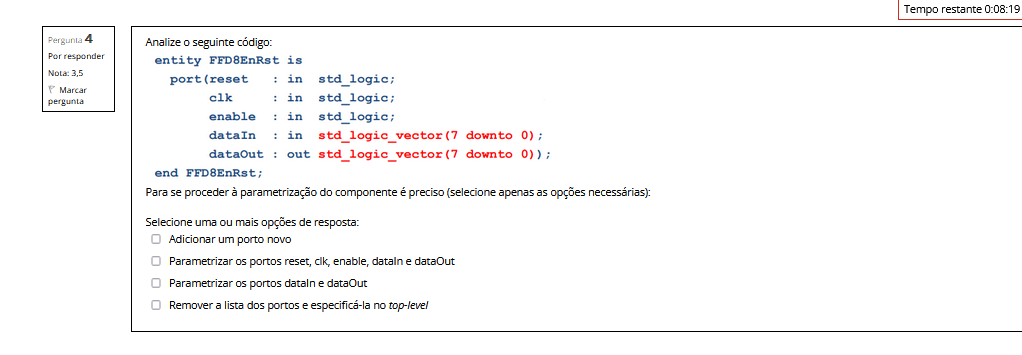 Tempo restante 0:08:19
Pergunta 4
Por responder
Nota: 3,5
Marcar
pergunta
Analize o seguinte código:
entity FFD8EnRst is
port(reset : in std_logic;
clk : in std_logic;
enable : in std_logic;
dataIn : in std_logic_vector(7 downto 0);
dataOut : out std_logic_vector(7 downto 0));
end FFD8EnRst;
Para se proceder à parametrização do componente é preciso (selecione apenas as opções necessárias):
Selecione uma ou mais opções de resposta:
Adicionar um porto novo
Parametrizar os portos reset, clk, enable, dataIn e dataOut
Parametrizar os portos dataIn e dataOut
Remover a lista dos portos e especificá-la no top-level